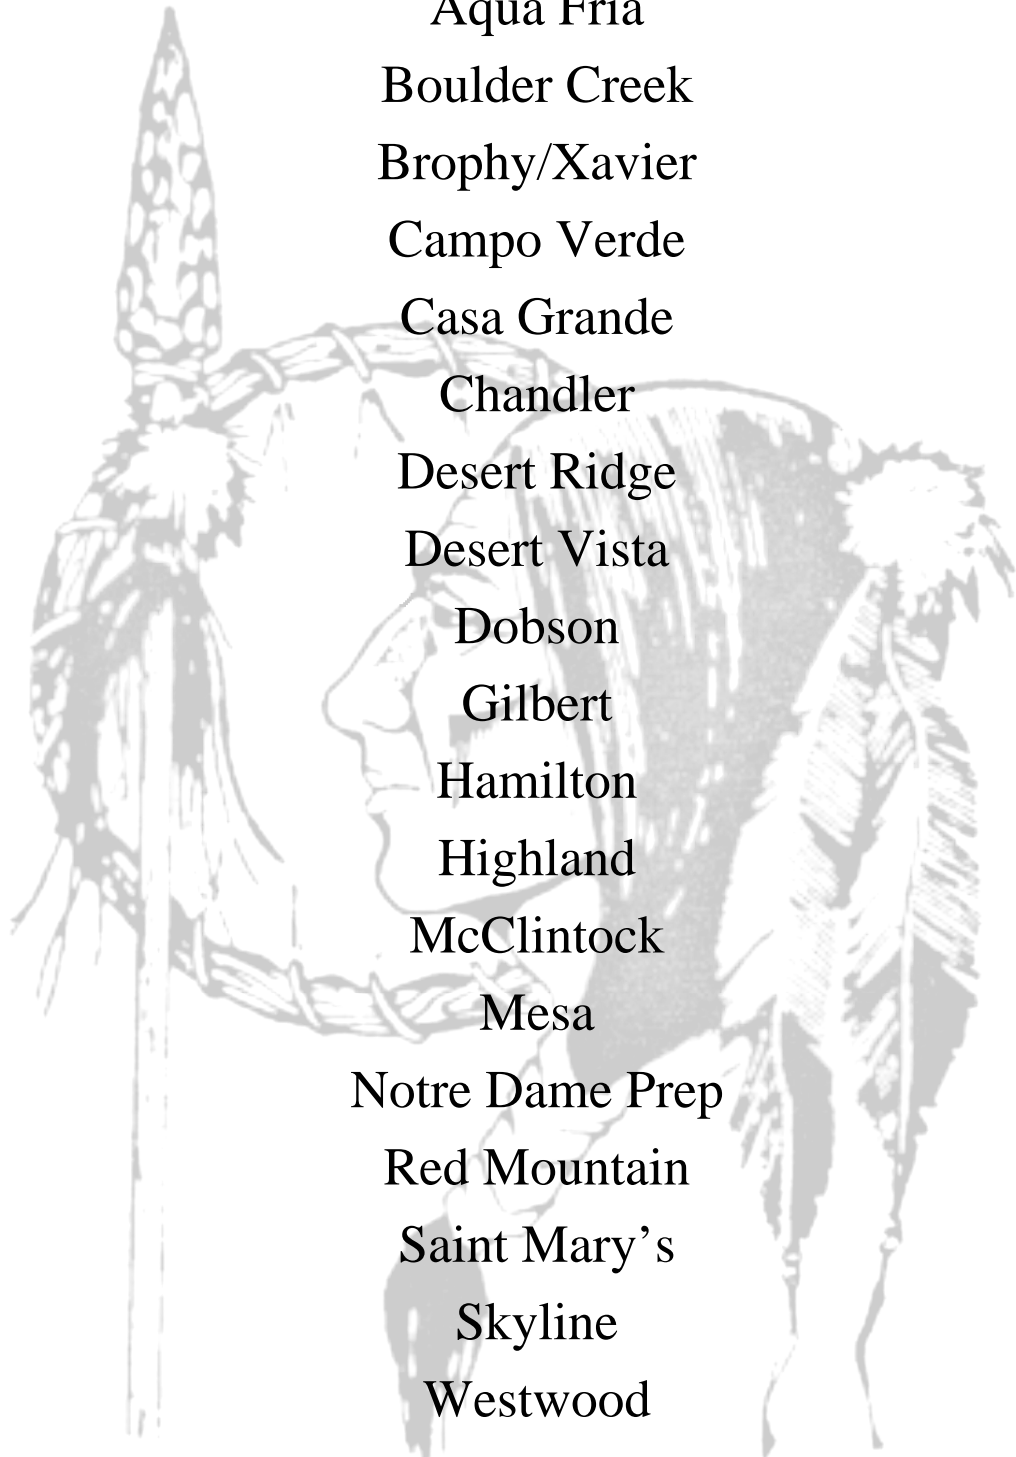 Aqua Fria
Boulder Creek
Brophy/Xavier
Campo Verde
Casa Grande
Chandler
Desert Ridge
Desert Vista
Dobson
Gilbert
Hamilton
Highland
McClintock
Mesa
Notre Dame Prep
Red Mountain
Saint Mary’s
Skyline
Westwood